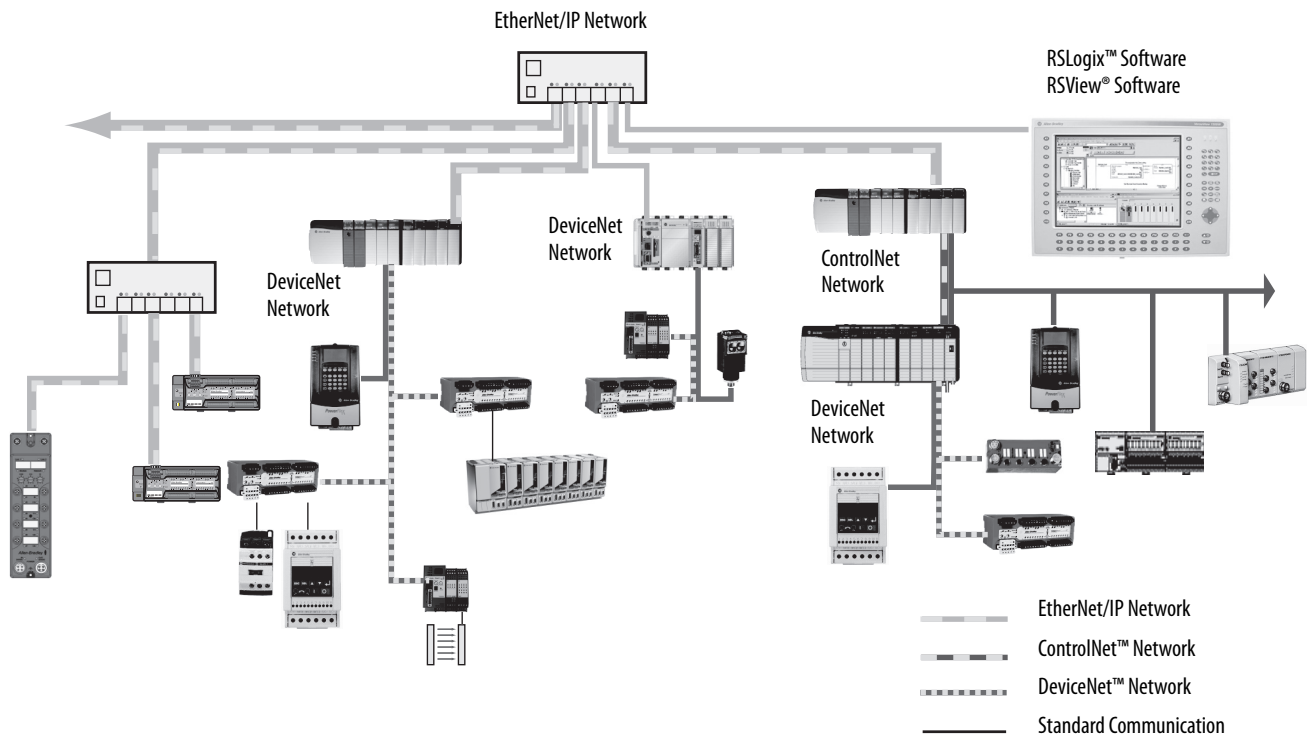 EtherNet/IP Network
RSLogix™ Software
RSView® Software
DeviceNet
Network
DeviceNet
Network
ControlNet
Network
DeviceNet
Network
EtherNet/IP Network
ControlNet™ Network
DeviceNet™ Network
Standard Communication